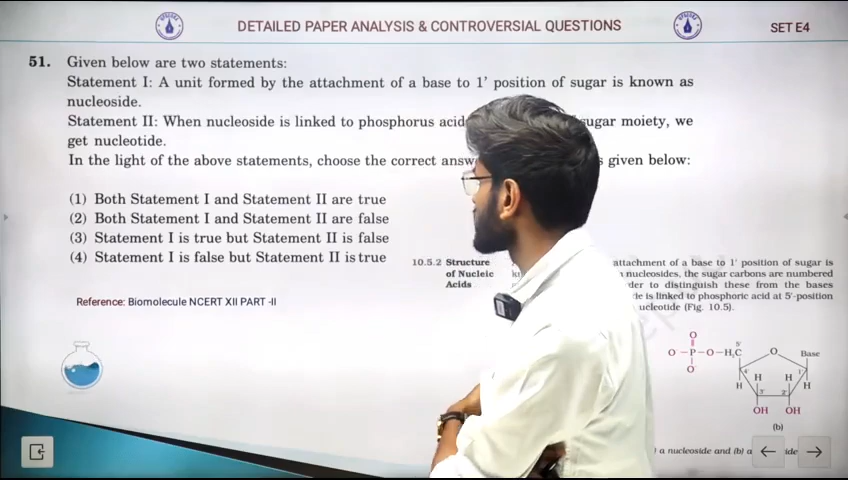 DETAILED PAPER ANALYSIS & CONTROVERSIAL QUESTIONS
SET E4
51. Given below are two statements:
Statement I: A unit formed by the attachment of a base to 1' position of sugar is known as
nucleoside.
Statement II: When nucleoside is linked to phosphorus acid sugar moiety, we
get nucleotide.
In the light of the above statements, choose the correct given below:
(1) Both Statement I and Statement II are true
(2) Both Statement I and Statement II are false
(3) Statement I is true but Statement II is false
(4) Statement I is false but Statement II is true
Reference: Biomolecule NCERT XII PART -II
10.5.2 Structure
of Nucleic
Acids
attachment of a base to 1' position of sugar is
nucleosides, the sugar carbons are numbered
to distinguish these from the bases
is linked to phosphoric acid at 5'-position
(Fig. 10.5).
O
O –P–O–H₂C
O
5'
O
Base
4'
1'
H
H
H
H
3'
2'
OH
OH
(b)
a nucleoside and (b) a